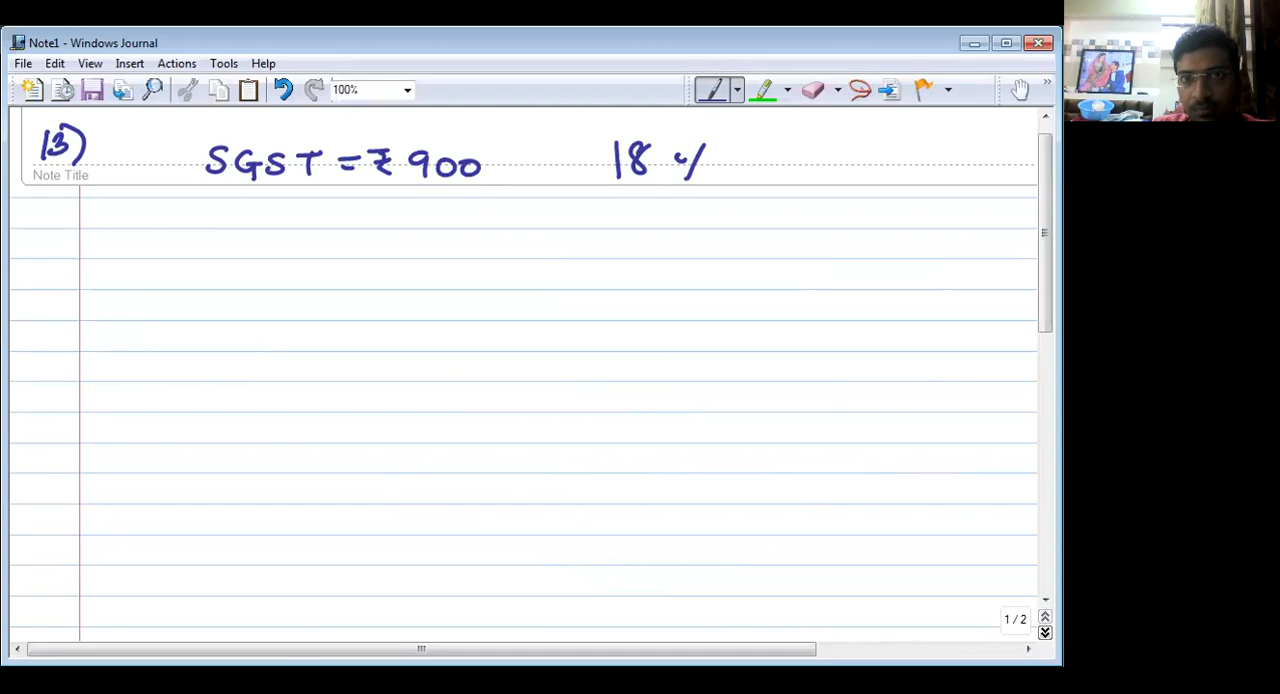 Note1 - Windows Journal
File Edit View Insert Actions Tools Help
100%
13) SGST = ₹ 900 18 %
Note Title
1 / 2